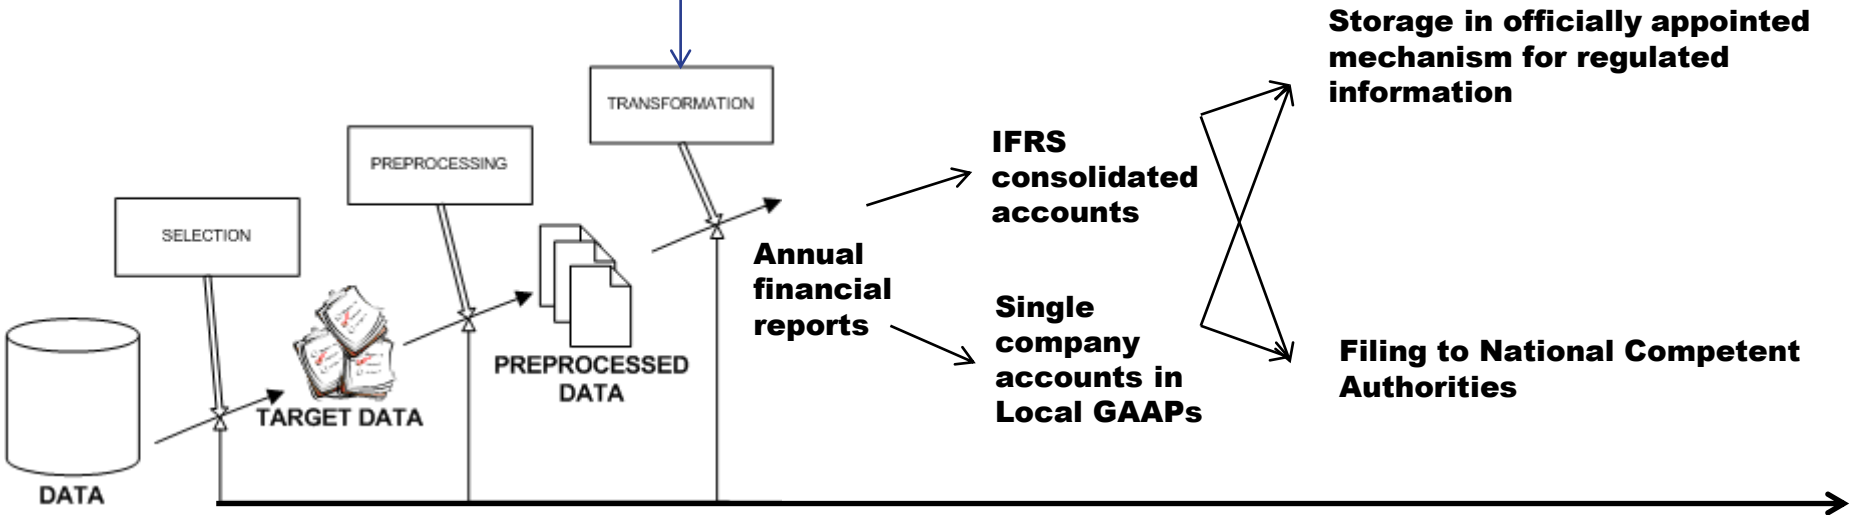 Storage in officially appointed
mechanism for regulated
information
TRANSFORMATION
IFRS
consolidated
accounts
PREPROCESSING
SELECTION
Annual
financial
reports
Single
company
accounts in
Local GAAPs
Filing to National Competent
Authorities
PREPROCESSED
DATA
TARGET DATA
DATA